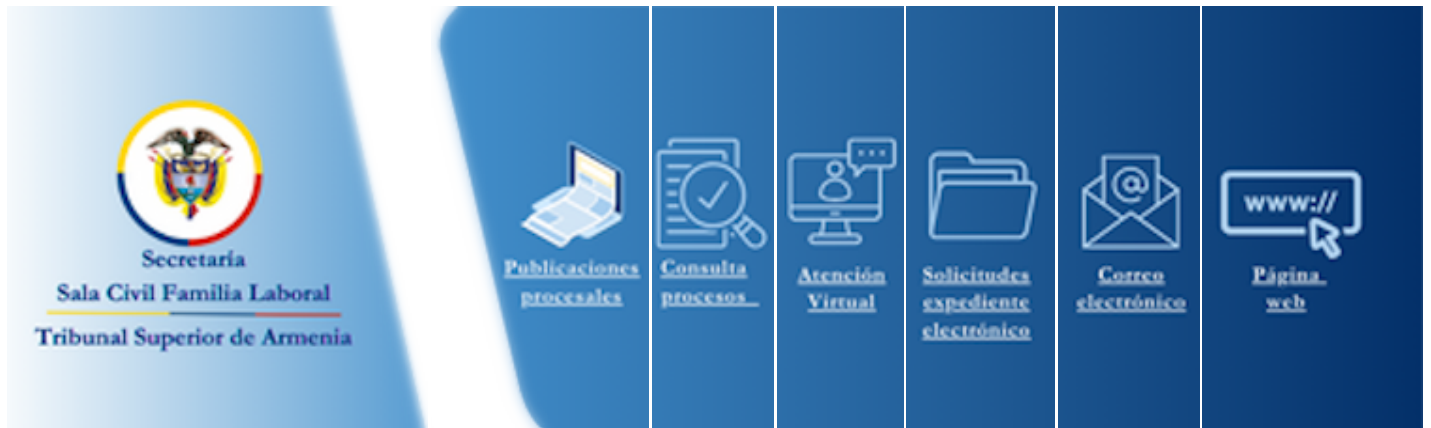 Secretaría
Sala Civil Familia Laboral
Tribunal Superior de Armenia
Publicaciones
procesales
Consulta
procesos
Atención
Virtual
Solicitudes
expediente
electrónico
@
Correo
electrónico
www://
Página
web